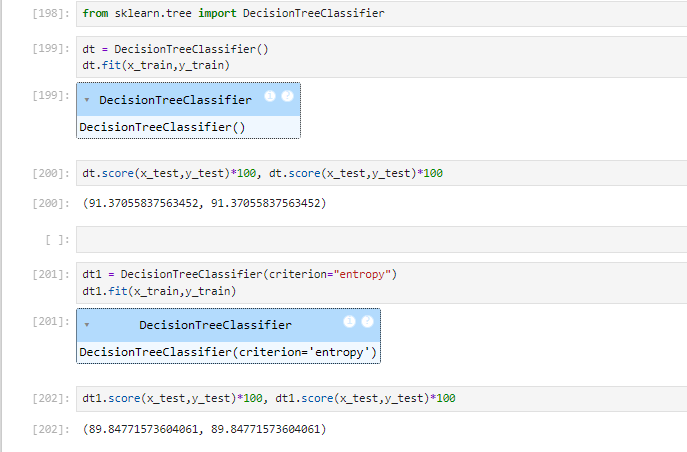 [198]: from sklearn.tree import DecisionTreeClassifier
[199]: dt = DecisionTreeClassifier()
dt.fit(x_train,y_train)
[199]: ▾ DecisionTreeClassifier i ?
DecisionTreeClassifier()
[200]: dt.score(x_test,y_test)*100, dt.score(x_test,y_test)*100
[200]: (91.37055837563452, 91.37055837563452)
[ ]:
[201]: dt1 = DecisionTreeClassifier(criterion="entropy")
dt1.fit(x_train,y_train)
[201]: ▾ DecisionTreeClassifier i ?
DecisionTreeClassifier(criterion='entropy')
[202]: dt1.score(x_test,y_test)*100, dt1.score(x_test,y_test)*100
[202]: (89.84771573604061, 89.84771573604061)